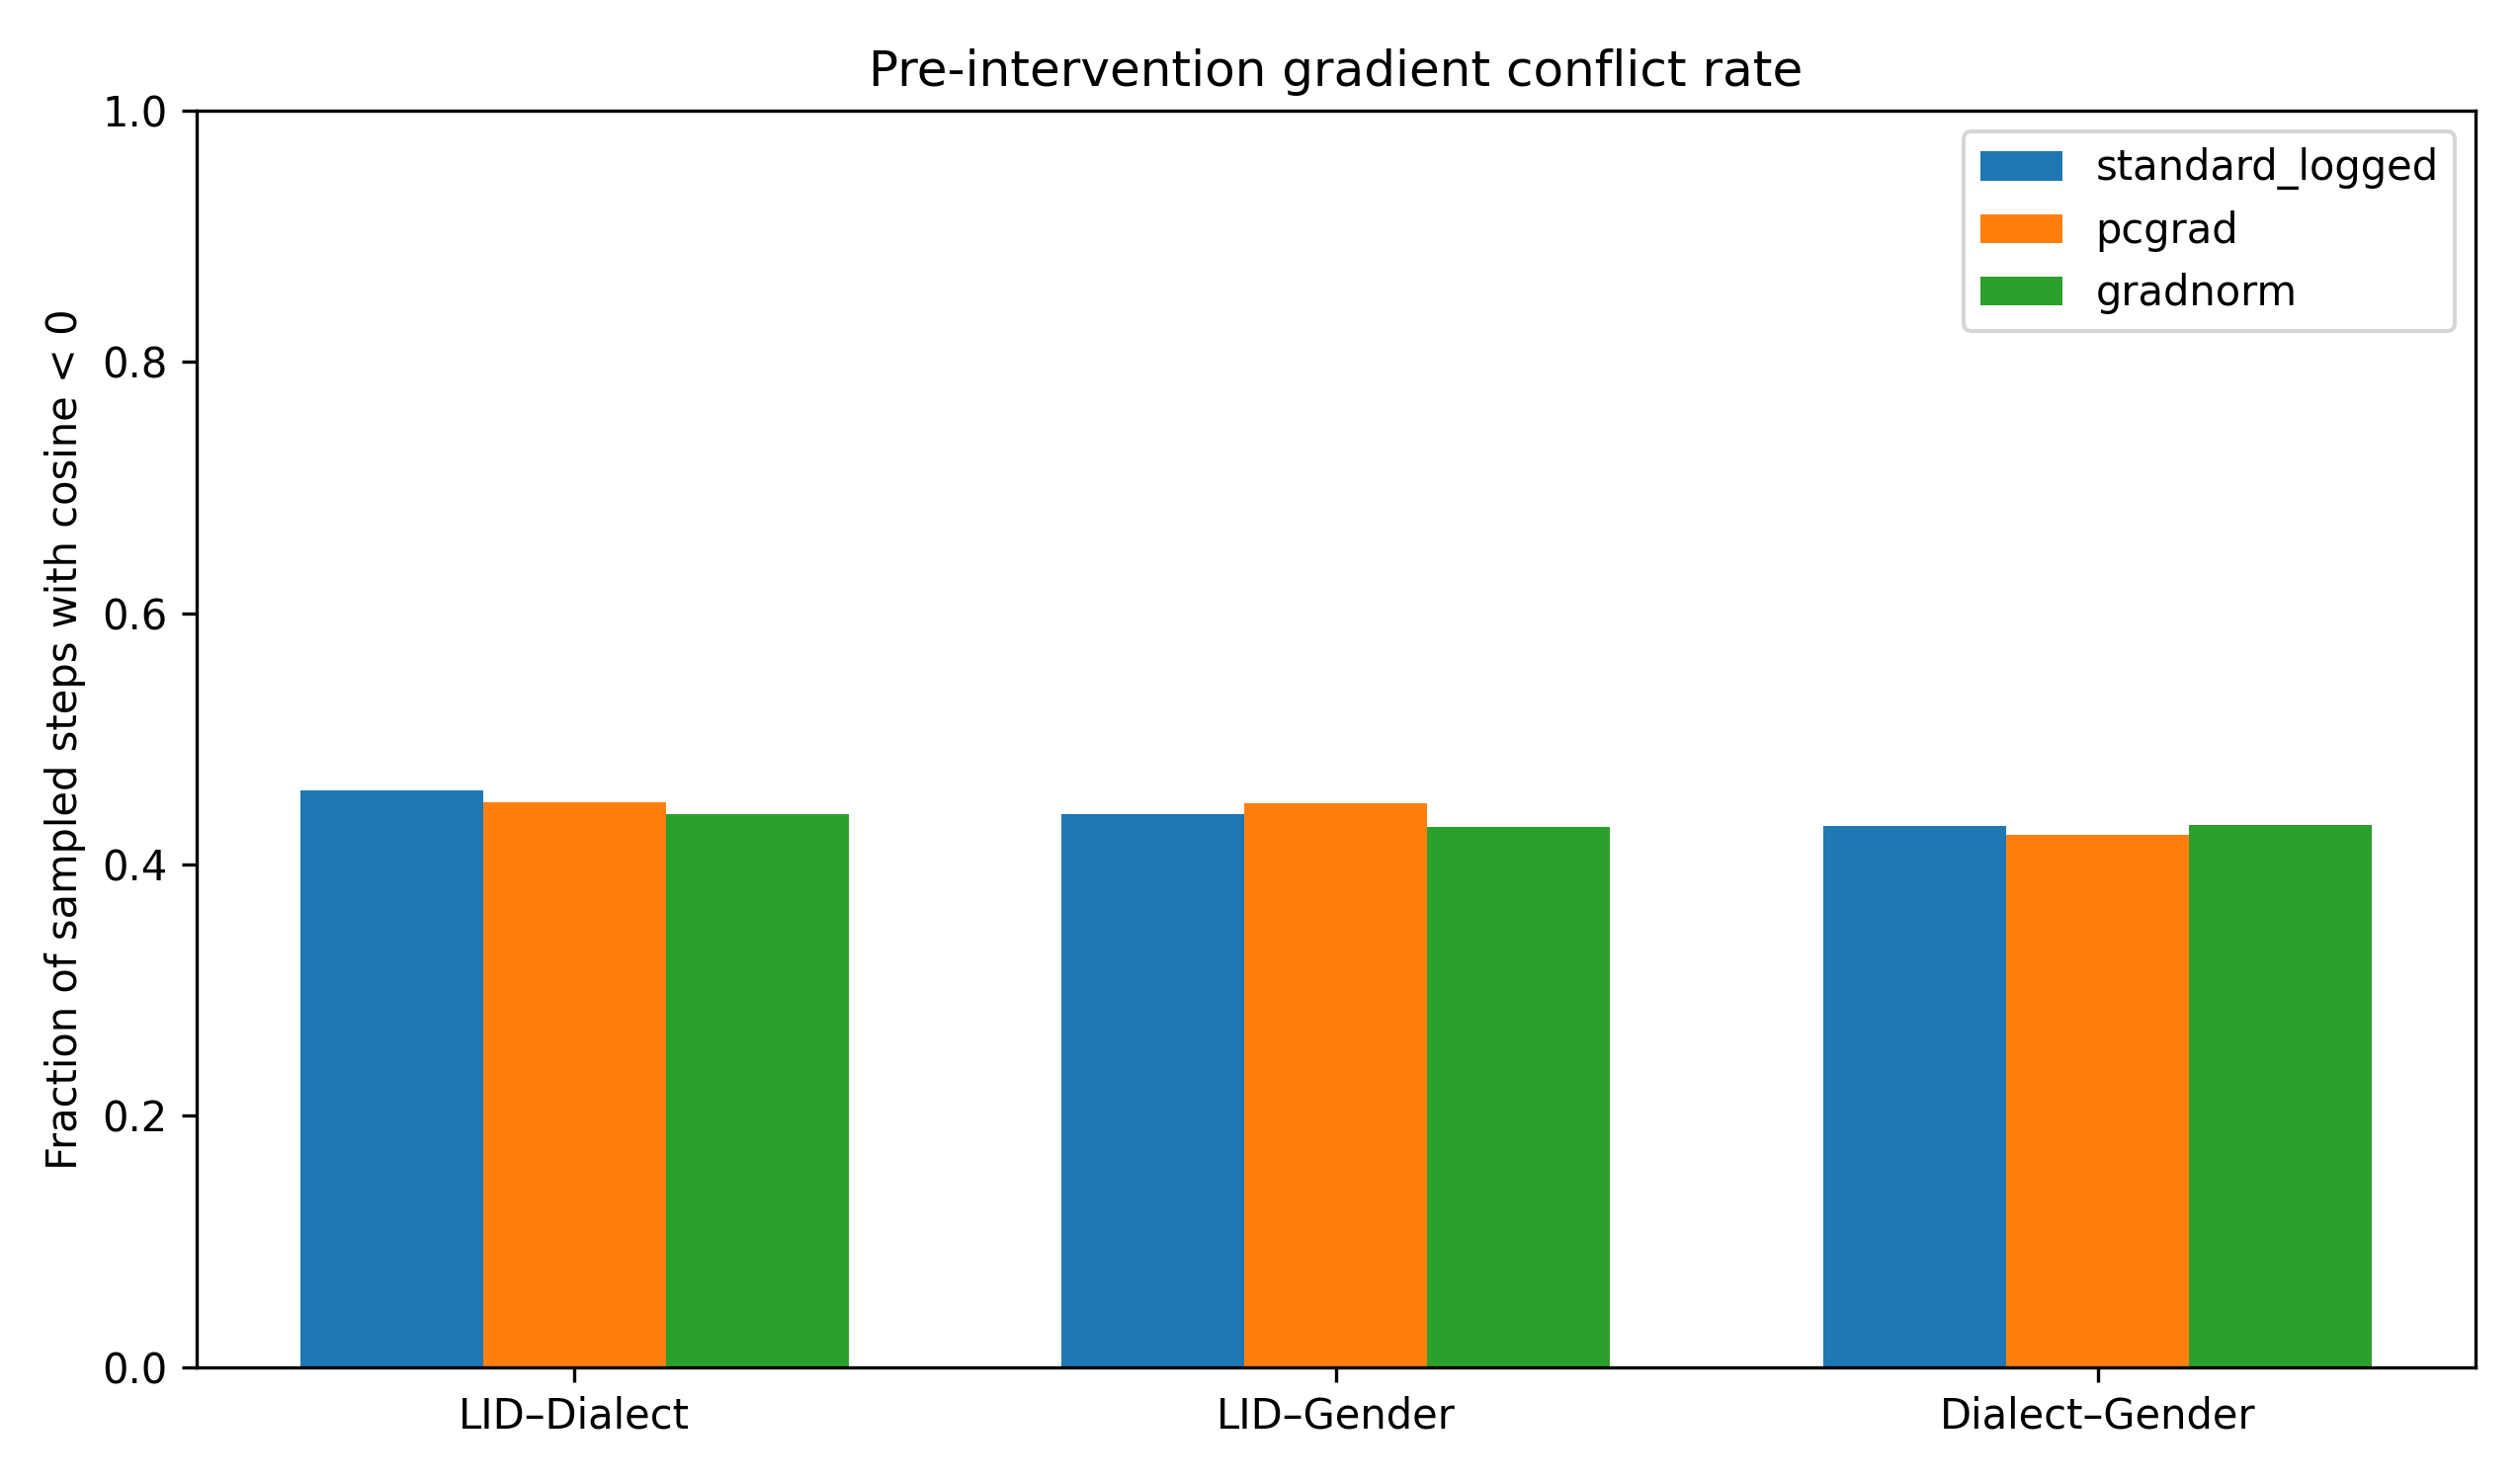 Pre-intervention gradient conflict rate
Fraction of sampled steps with cosine < 0
1.0
0.8
0.6
0.4
0.2
0.0
standard_logged
pcgrad
gradnorm
LID–Dialect
LID–Gender
Dialect–Gender